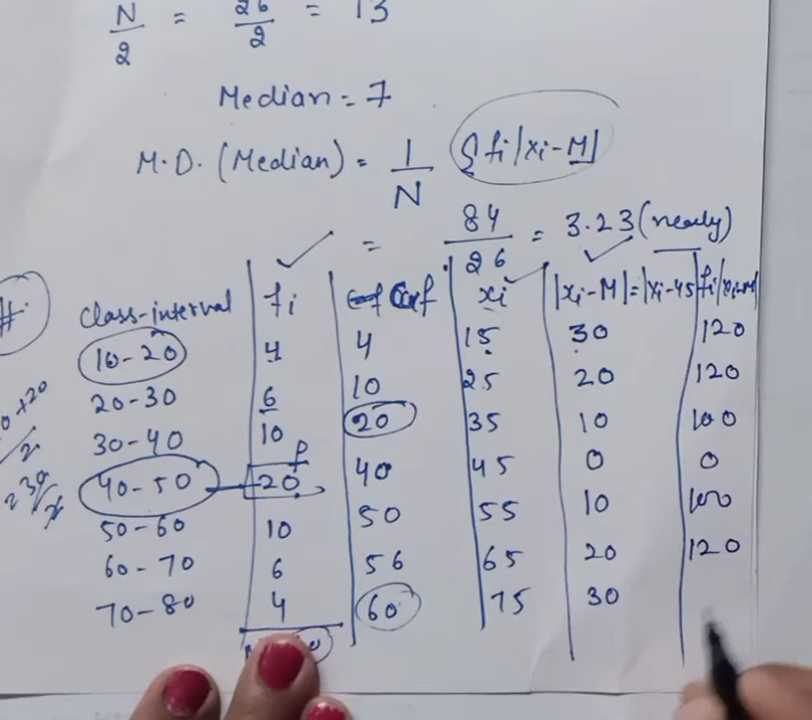 N/2 = 26/2 = 13
Median = 7
M.D. (Median) = 1/N Σ fi |xi - M|
= 84/26 = 3.23 (nearly)
#.
class-interval fi cf xi |xi - M| = |xi - 45| fi |xi - M|
10-20 4 4 15 30 120
20-30 6 10 25 20 120
30-40 10 20 35 10 100
40-50 20 f 40 45 0 0
50-60 10 50 55 10 100
60-70 6 56 65 20 120
70-80 4 60 75 30